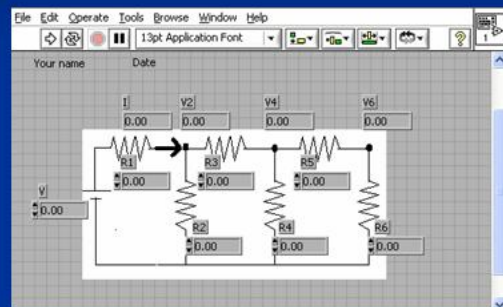 File Edit Operate Tools Browse Window Help
13pt Application Font
?
1
Your name Date
I V2 V4 V6
0.00 0.00 0.00 0.00
R1 R3 R5
0.00 0.00 0.00
V
0.00
R2 R4 R6
0.00 0.00 0.00